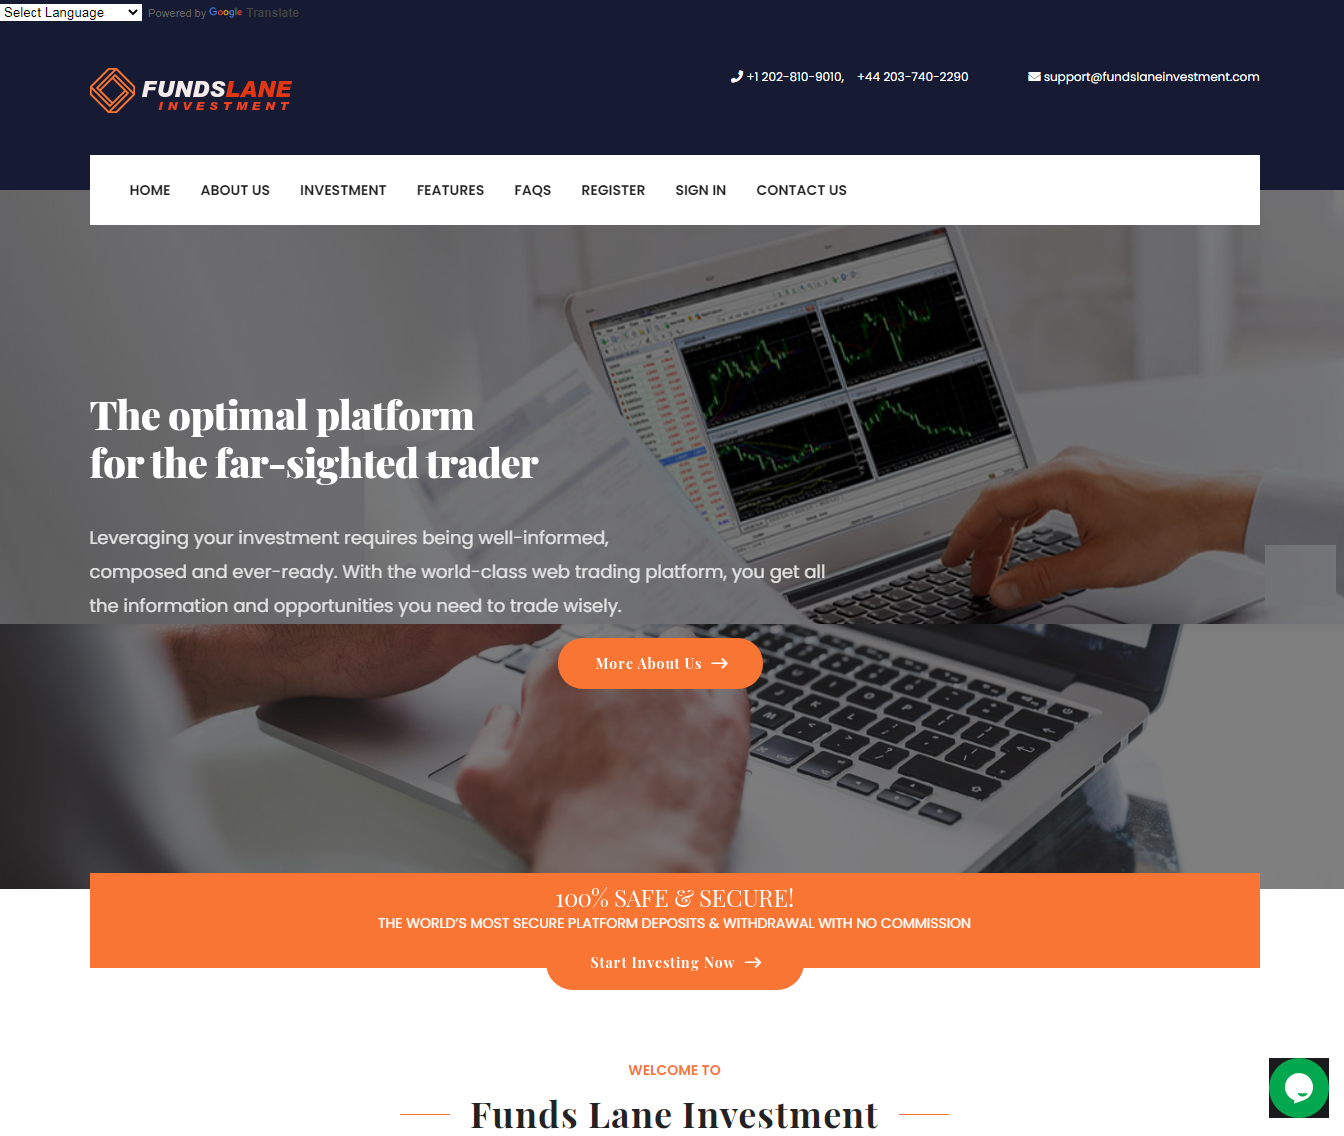 Select Language
Powered by Google Translate
FUNDSLANE
INVESTMENT
+1 202-810-9010, +44 203-740-2290
support@fundslaneinvestment.com
HOME ABOUT US INVESTMENT FEATURES FAQS REGISTER SIGN IN CONTACT US
The optimal platform
for the far-sighted trader
Leveraging your investment requires being well-informed,
composed and ever-ready. With the world-class web trading platform, you get all
the information and opportunities you need to trade wisely.
More About Us
100% SAFE & SECURE!
THE WORLD'S MOST SECURE PLATFORM DEPOSITS & WITHDRAWAL WITH NO COMMISSION
Start Investing Now
WELCOME TO
Funds Lane Investment